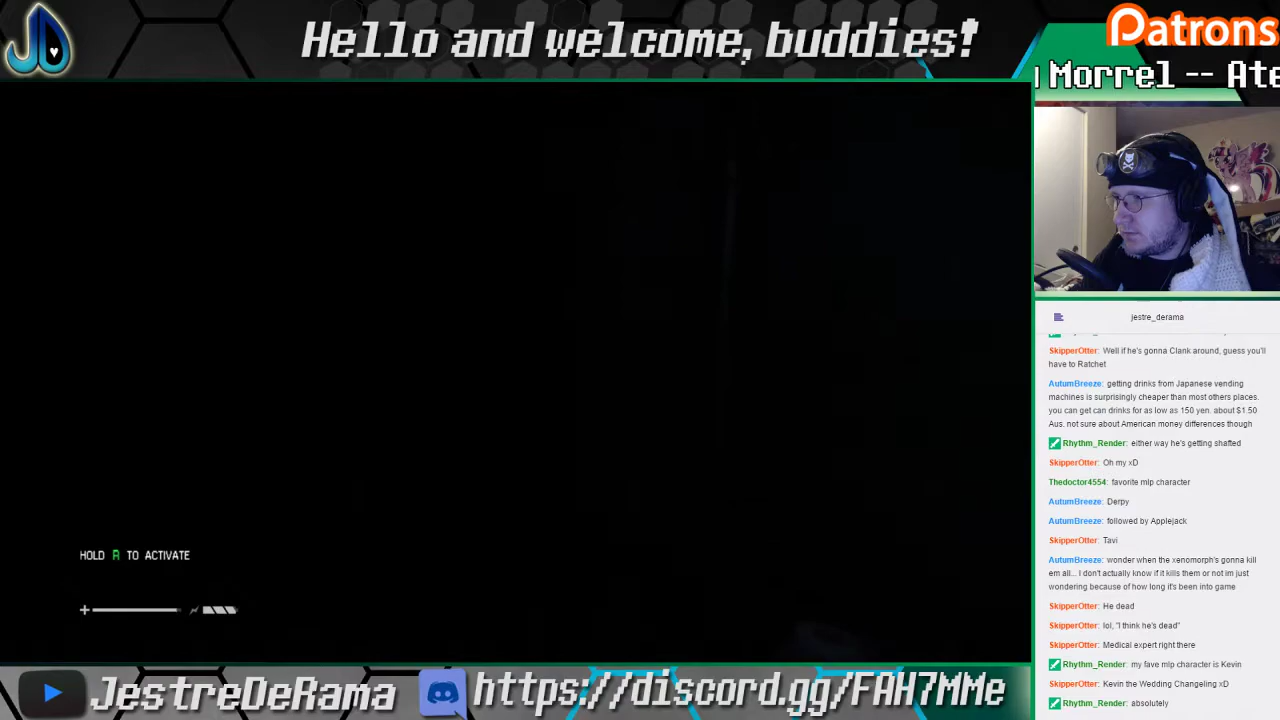 JD
Hello and welcome, buddies!
Patrons
Morrel -- Ate
jestre_derama
SkipperOtter: Well if he's gonna Clank around, guess you'll
have to Ratchet
AutumBreeze: getting drinks from Japanese vending
machines is surprisingly cheaper than most others places.
you can get can drinks for as low as 150 yen. about $1.50
Aus. not sure about American money differences though
Rhythm_Render: either way he's getting shafted
SkipperOtter: Oh my xD
Thedoctor4554: favorite mlp character
AutumBreeze: Derpy
AutumBreeze: followed by Applejack
SkipperOtter: Tavi
AutumBreeze: wonder when the xenomorph's gonna kill
em all... I don't actually know if it kills them or not im just
wondering because of how long it's been into game
SkipperOtter: He dead
SkipperOtter: lol, "I think he's dead"
SkipperOtter: Medical expert right there
Rhythm_Render: my fave mlp character is Kevin
SkipperOtter: Kevin the Wedding Changeling xD
Rhythm_Render: absolutely
HOLD A TO ACTIVATE
JestreDeRama
https://discord.gg/FAH7MMe